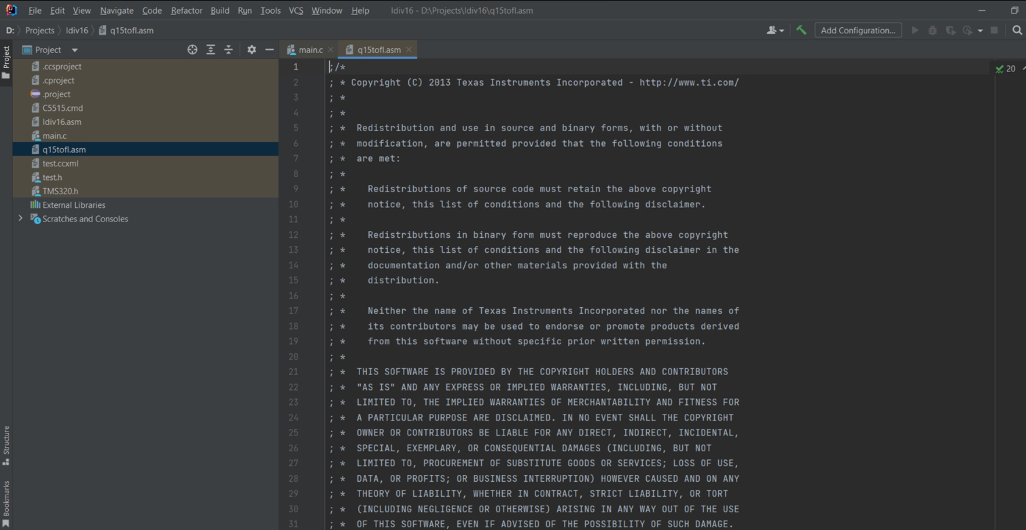 File Edit View Navigate Code Refactor Build Run Tools VCS Window Help ldiv16 - D:\Projects\ldiv16\q15tofl.asm
D: Projects ldiv16 q15tofl.asm
Add Configuration...
Project
Project
main.c
q15tofl.asm
.ccsproject
.cproject
.project
C5515.cmd
ldiv16.asm
main.c
q15tofl.asm
test.ccxml
test.h
TMS320.h
External Libraries
Scratches and Consoles
Structure
Bookmarks
20
1 ;/*
2 ; * Copyright (C) 2013 Texas Instruments Incorporated - http://www.ti.com/
3 ; *
4 ; *
5 ; * Redistribution and use in source and binary forms, with or without
6 ; * modification, are permitted provided that the following conditions
7 ; * are met:
8 ; *
9 ; * Redistributions of source code must retain the above copyright
10 ; * notice, this list of conditions and the following disclaimer.
11 ; *
12 ; * Redistributions in binary form must reproduce the above copyright
13 ; * notice, this list of conditions and the following disclaimer in the
14 ; * documentation and/or other materials provided with the
15 ; * distribution.
16 ; *
17 ; * Neither the name of Texas Instruments Incorporated nor the names of
18 ; * its contributors may be used to endorse or promote products derived
19 ; * from this software without specific prior written permission.
20 ; *
21 ; * THIS SOFTWARE IS PROVIDED BY THE COPYRIGHT HOLDERS AND CONTRIBUTORS
22 ; * "AS IS" AND ANY EXPRESS OR IMPLIED WARRANTIES, INCLUDING, BUT NOT
23 ; * LIMITED TO, THE IMPLIED WARRANTIES OF MERCHANTABILITY AND FITNESS FOR
24 ; * A PARTICULAR PURPOSE ARE DISCLAIMED. IN NO EVENT SHALL THE COPYRIGHT
25 ; * OWNER OR CONTRIBUTORS BE LIABLE FOR ANY DIRECT, INDIRECT, INCIDENTAL,
26 ; * SPECIAL, EXEMPLARY, OR CONSEQUENTIAL DAMAGES (INCLUDING, BUT NOT
27 ; * LIMITED TO, PROCUREMENT OF SUBSTITUTE GOODS OR SERVICES; LOSS OF USE,
28 ; * DATA, OR PROFITS; OR BUSINESS INTERRUPTION) HOWEVER CAUSED AND ON ANY
29 ; * THEORY OF LIABILITY, WHETHER IN CONTRACT, STRICT LIABILITY, OR TORT
30 ; * (INCLUDING NEGLIGENCE OR OTHERWISE) ARISING IN ANY WAY OUT OF THE USE
31 ; * OF THIS SOFTWARE, EVEN IF ADVISED OF THE POSSIBILITY OF SUCH DAMAGE.